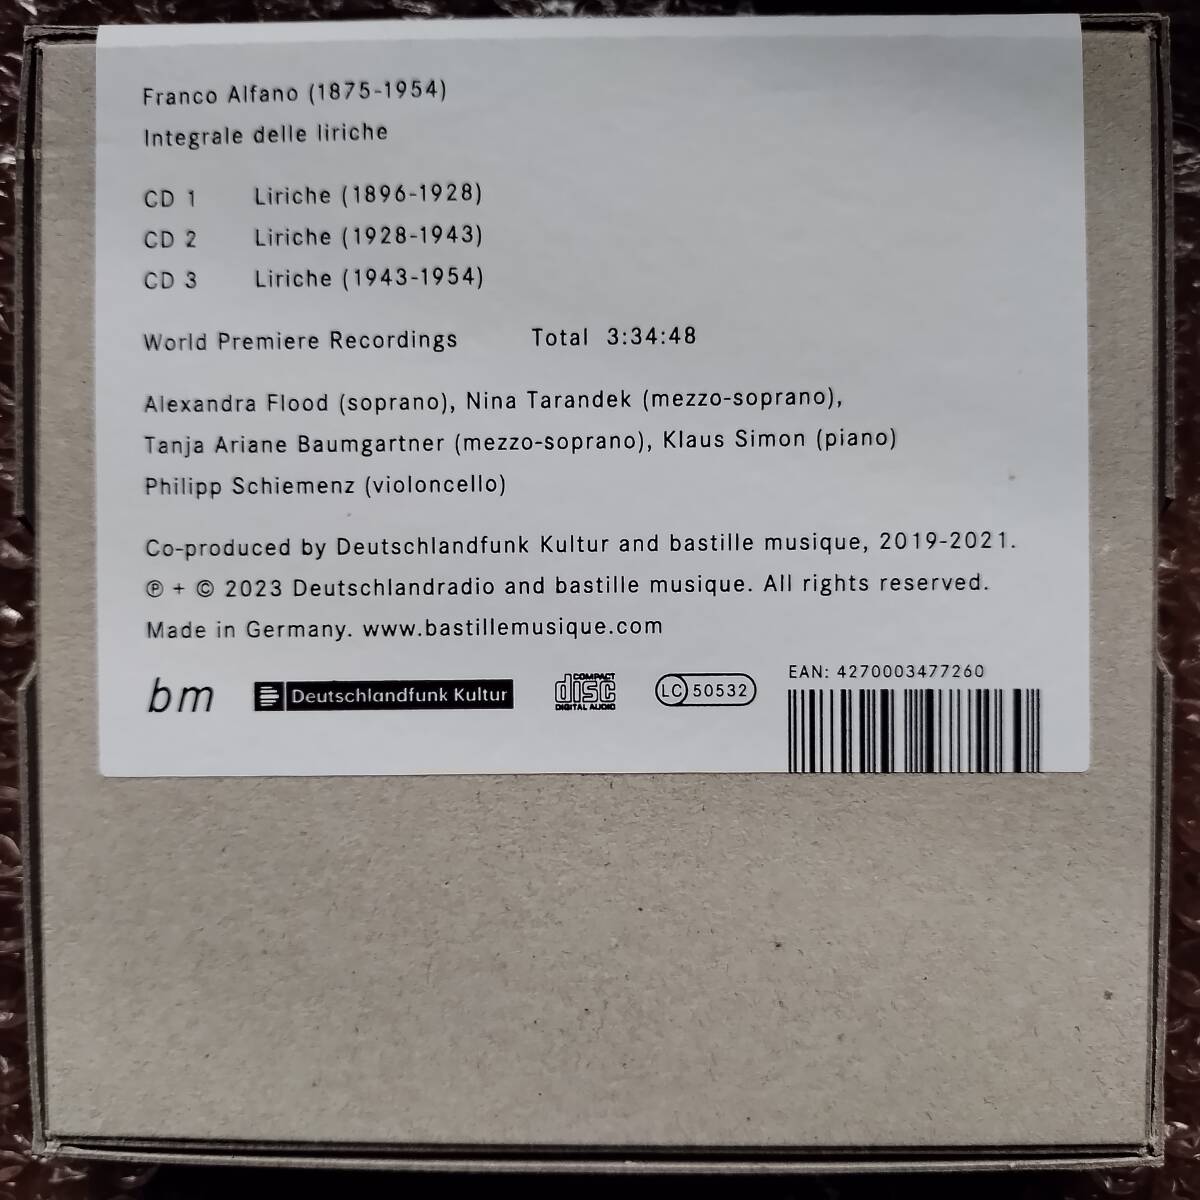 Franco Alfano (1875-1954)
Integrale delle liriche
CD 1 Liriche (1896-1928)
CD 2 Liriche (1928-1943)
CD 3 Liriche (1943-1954)
World Premiere Recordings Total 3:34:48
Alexandra Flood (soprano), Nina Tarandek (mezzo-soprano),
Tanja Ariane Baumgartner (mezzo-soprano), Klaus Simon (piano)
Philipp Schiemenz (violoncello)
Co-produced by Deutschlandfunk Kultur and bastille musique, 2019-2021.
℗ + © 2023 Deutschlandradio and bastille musique. All rights reserved.
Made in Germany. www.bastillemusique.com
EAN: 4270003477260
bm Deutschlandfunk Kultur COMPACT disc DIGITAL AUDIO LC 50532